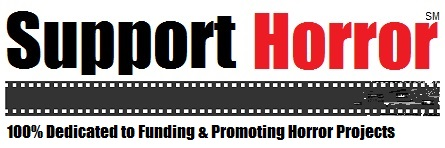 Support Horror SM
100% Dedicated to Funding & Promoting Horror Projects